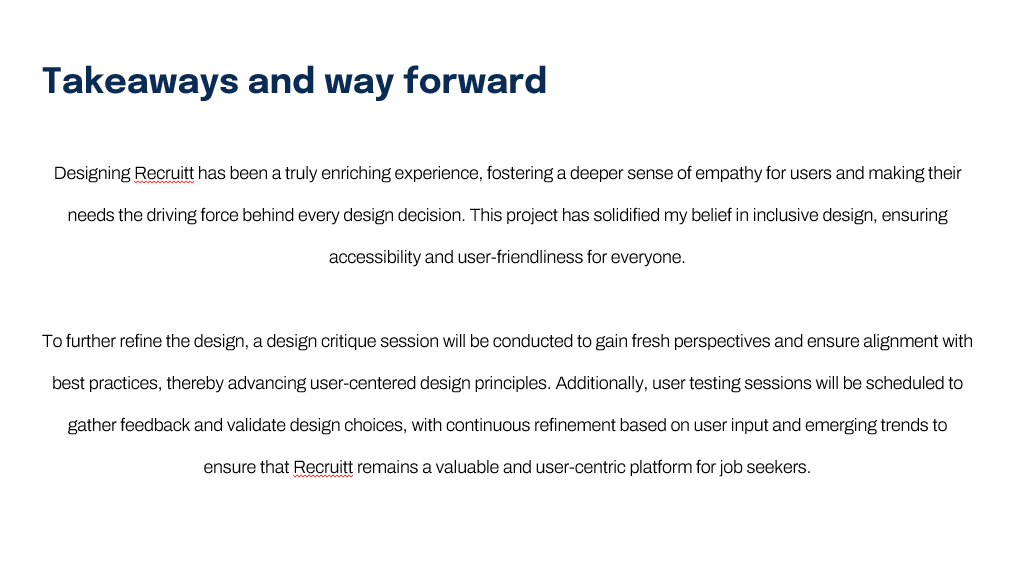 Takeaways and way forward
Designing Recruitt has been a truly enriching experience, fostering a deeper sense of empathy for users and making their
needs the driving force behind every design decision. This project has solidified my belief in inclusive design, ensuring
accessibility and user-friendliness for everyone.
To further refine the design, a design critique session will be conducted to gain fresh perspectives and ensure alignment with
best practices, thereby advancing user-centered design principles. Additionally, user testing sessions will be scheduled to
gather feedback and validate design choices, with continuous refinement based on user input and emerging trends to
ensure that Recruitt remains a valuable and user-centric platform for job seekers.